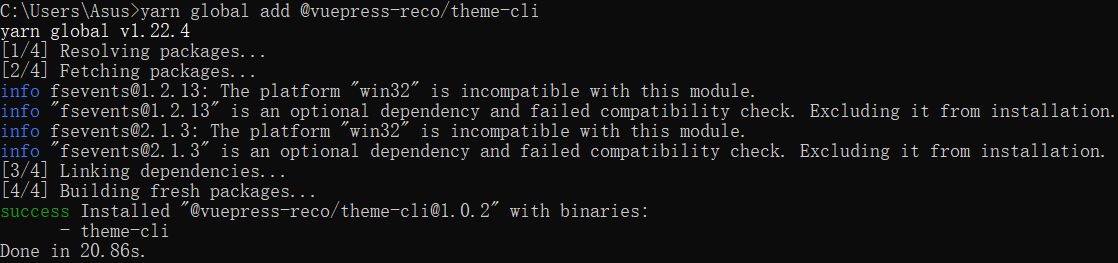 C:\Users\Asus>yarn global add @vuepress-reco/theme-cli
yarn global v1.22.4
[1/4] Resolving packages...
[2/4] Fetching packages...
info fsevents@1.2.13: The platform "win32" is incompatible with this module.
info "fsevents@1.2.13" is an optional dependency and failed compatibility check. Excluding it from installation.
info fsevents@2.1.3: The platform "win32" is incompatible with this module.
info "fsevents@2.1.3" is an optional dependency and failed compatibility check. Excluding it from installation.
[3/4] Linking dependencies...
[4/4] Building fresh packages...
success Installed "@vuepress-reco/theme-cli@1.0.2" with binaries:
      - theme-cli
Done in 20.86s.